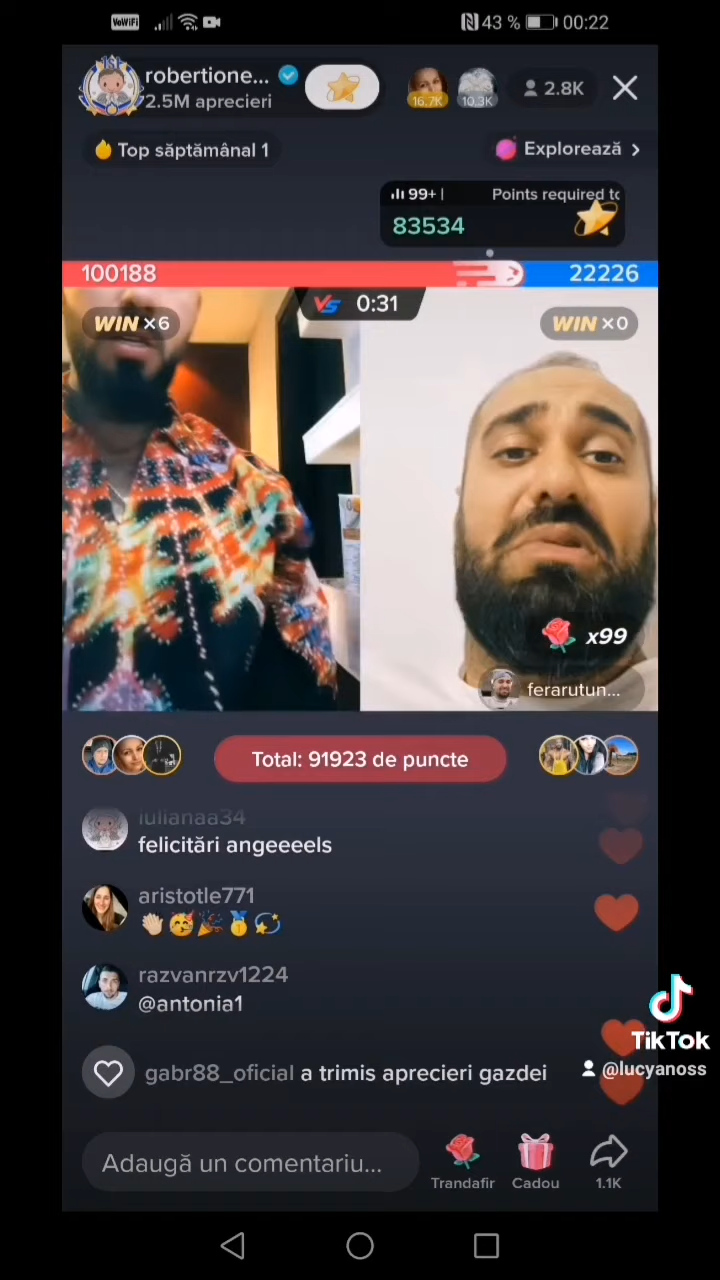 VoWiFi
43 %
00:22
robertione...
2.5M aprecieri
16.7K
10.3K
2.8K
Top săptămânal 1
Explorează
99+ |
Points required to
83534
100188
22226
VS 0:31
WIN ×6
WIN ×0
x99
ferarutun...
Total: 91923 de puncte
iulianaa34
felicitări angeeeels
aristotle771
razvanrzv1224
@antonia1
TikTok
@lucyanoss
gabr88_oficial a trimis aprecieri gazdei
Adaugă un comentariu...
Trandafir
Cadou
1.1K